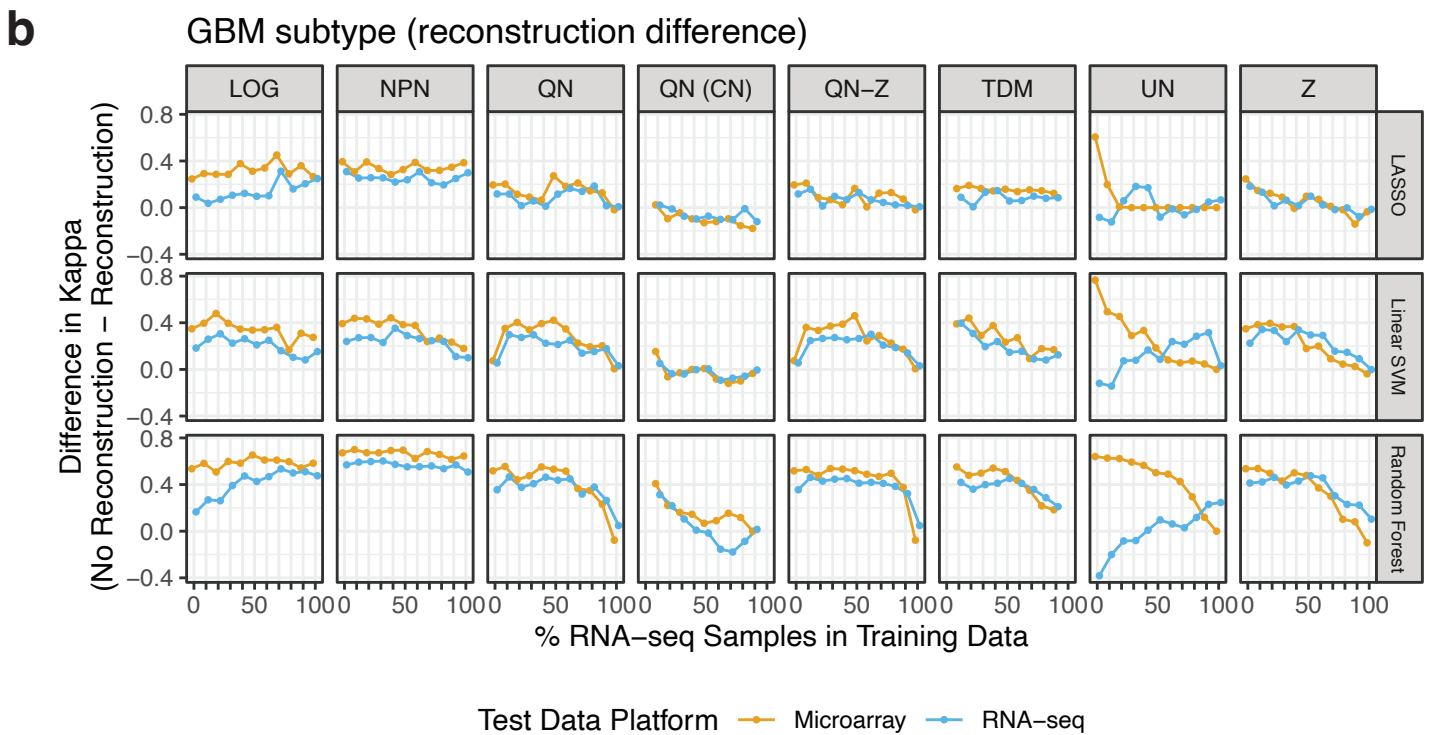 b
GBM subtype (reconstruction difference)
LOG NPN QN QN (CN) QN−Z TDM UN Z
Difference in Kappa
(No Reconstruction − Reconstruction)
0.8
0.4
0.0
−0.4
LASSO
0.8
0.4
0.0
−0.4
Linear SVM
0.8
0.4
0.0
−0.4
Random Forest
0 50 100 0 50 100 0 50 100 0 50 100 0 50 100 0 50 100 0 50 100 0 50 100
% RNA−seq Samples in Training Data
Test Data Platform Microarray RNA−seq